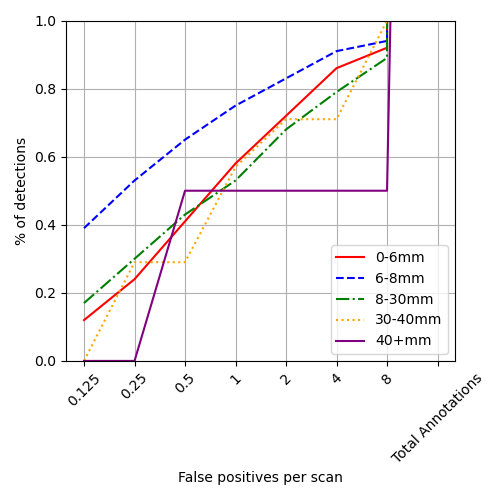 1.0
0.8
0.6
0.4
0.2
0.0
% of detections
0-6mm
6-8mm
8-30mm
30-40mm
40+mm
0.125
0.25
0.5
1
2
4
8
Total Annotations
False positives per scan